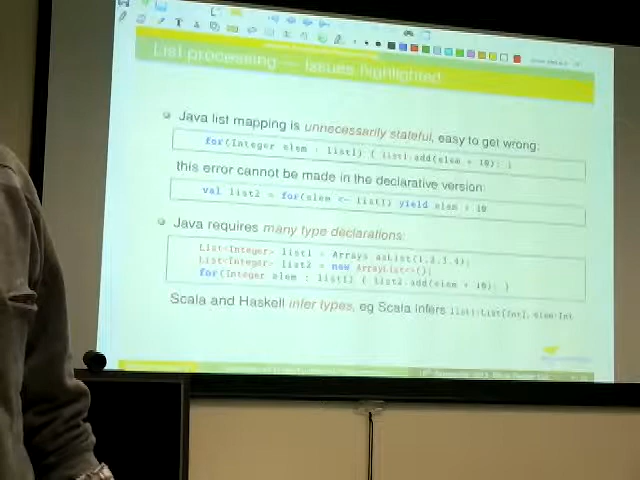 List processing — Issues highlighted
Java list mapping is unnecessarily stateful, easy to get wrong:
for(Integer elem : list1) { list1.add(elem + 10); }
this error cannot be made in the declarative version:
val list2 = for(elem <- list1) yield elem + 10
Java requires many type declarations:
List<Integer> list1 = Arrays.asList(1,2,3,4);
List<Integer> list2 = new ArrayList<>();
for(Integer elem : list1) { list2.add(elem + 10); }
Scala and Haskell infer types, eg Scala infers list1:List[Int], elem:Int